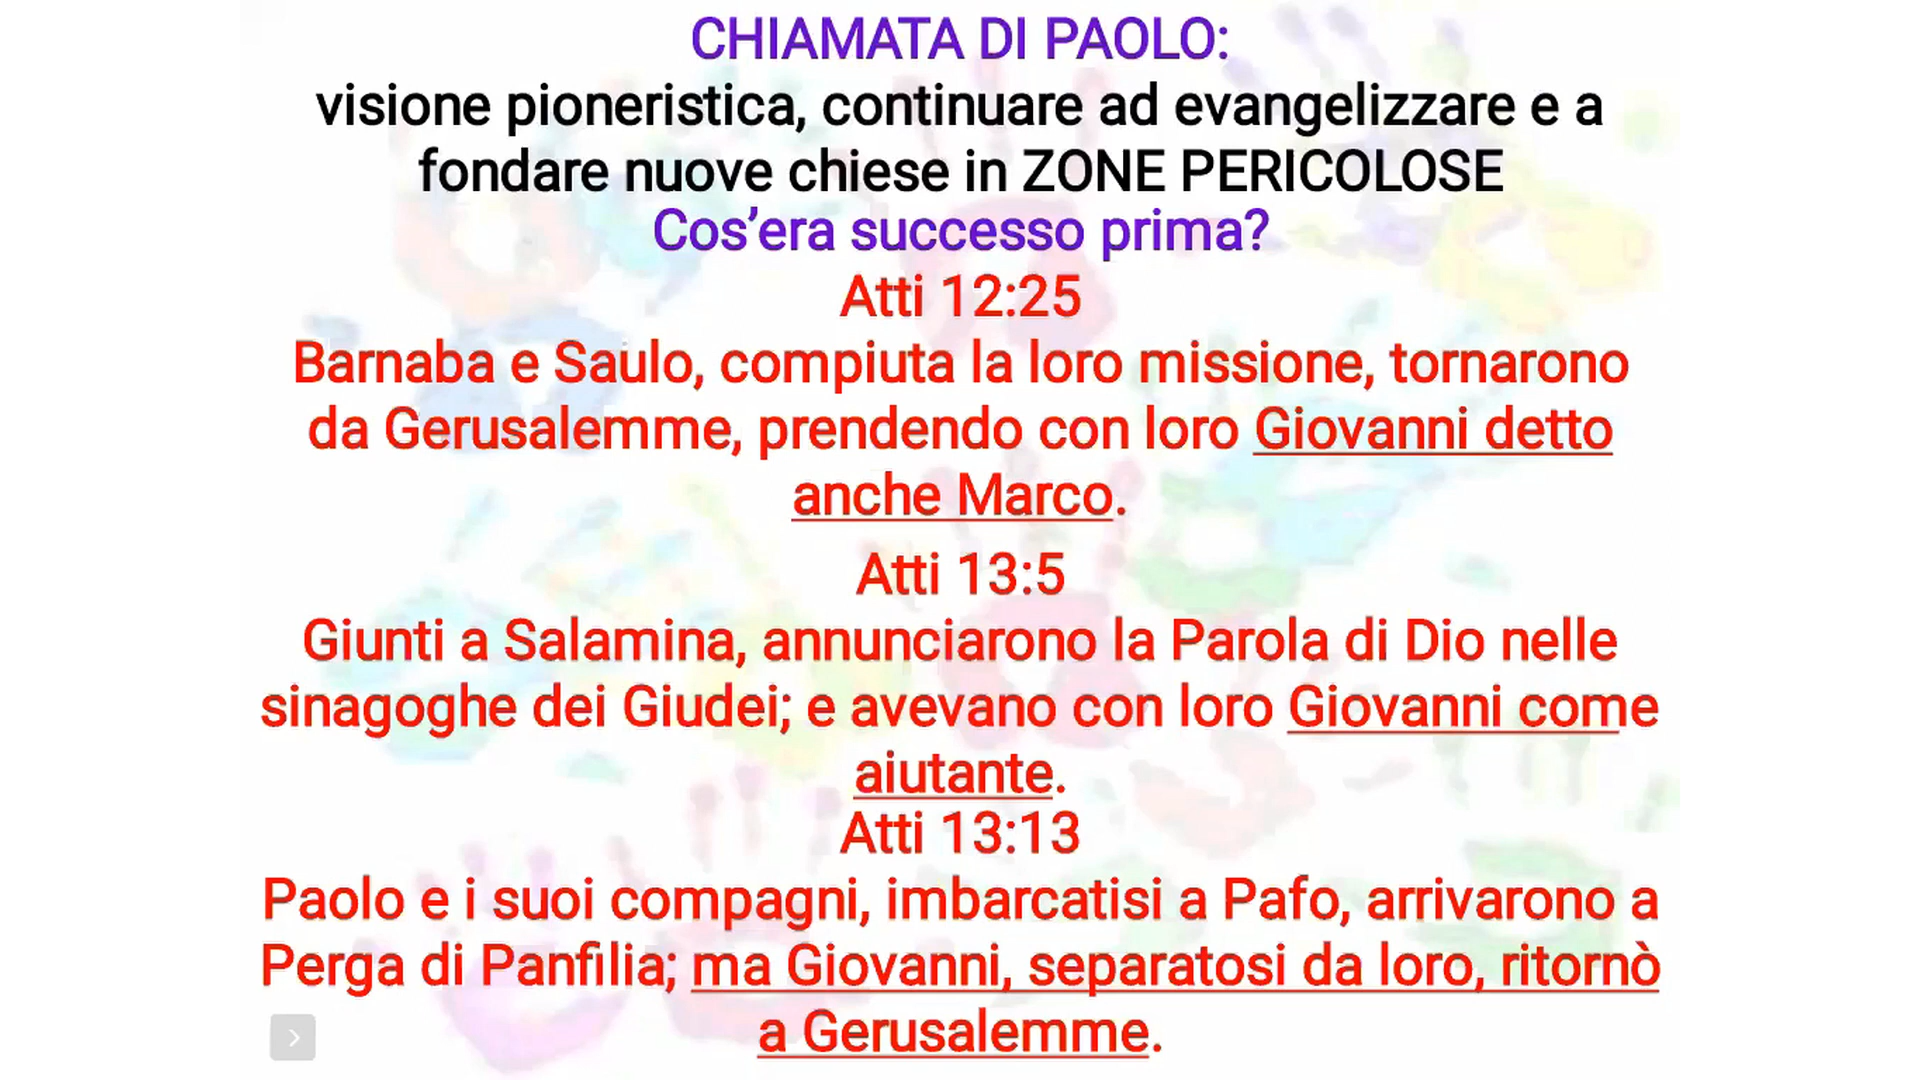 CHIAMATA DI PAOLO:
visione pioneristica, continuare ad evangelizzare e a
fondare nuove chiese in ZONE PERICOLOSE
Cos’era successo prima?
Atti 12:25
Barnaba e Saulo, compiuta la loro missione, tornarono
da Gerusalemme, prendendo con loro Giovanni detto
anche Marco.
Atti 13:5
Giunti a Salamina, annunciarono la Parola di Dio nelle
sinagoghe dei Giudei; e avevano con loro Giovanni come
aiutante.
Atti 13:13
Paolo e i suoi compagni, imbarcatisi a Pafo, arrivarono a
Perga di Panfilia; ma Giovanni, separatosi da loro, ritornò
a Gerusalemme.